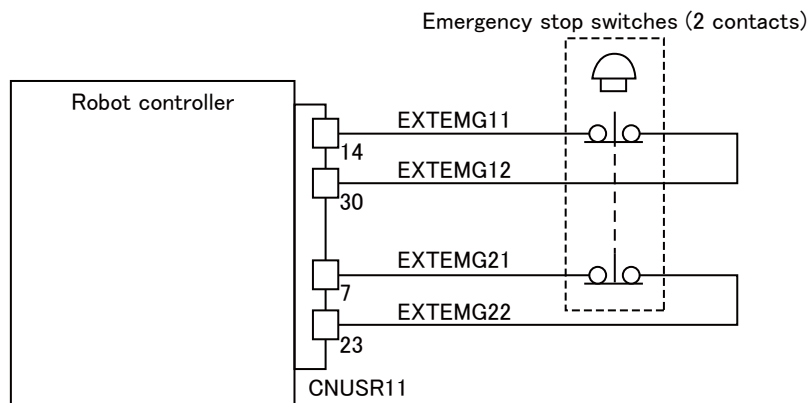 Emergency stop switches (2 contacts)
Robot controller
EXTEMG11
14
EXTEMG12
30
EXTEMG21
7
EXTEMG22
23
CNUSR11